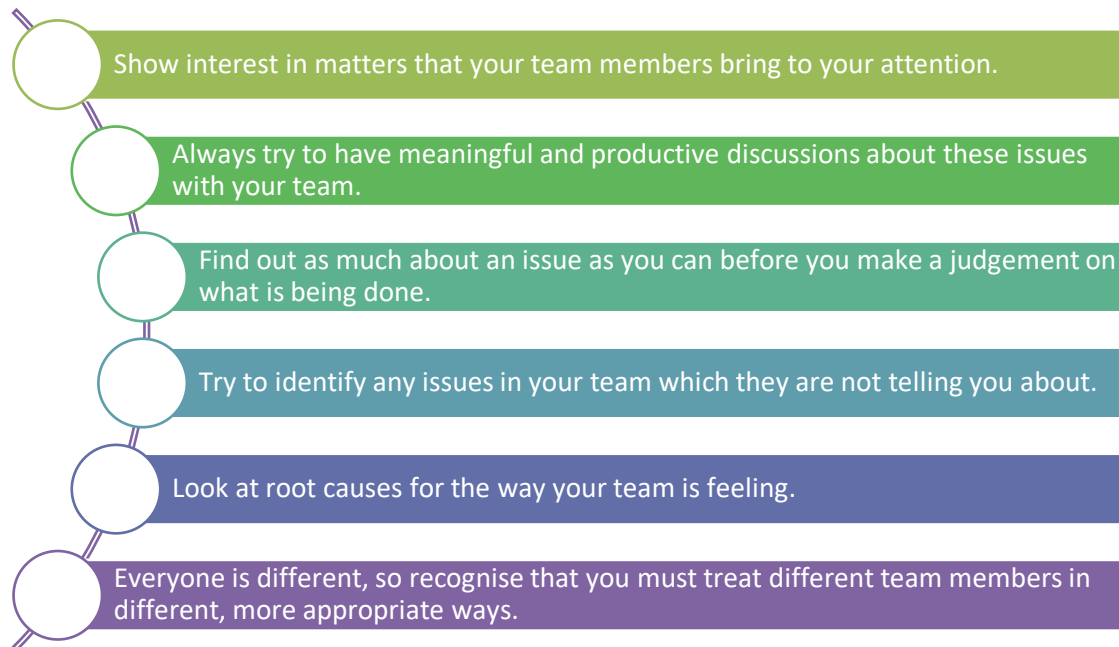 Show interest in matters that your team members bring to your attention.
Always try to have meaningful and productive discussions about these issues
with your team.
Find out as much about an issue as you can before you make a judgement on
what is being done.
Try to identify any issues in your team which they are not telling you about.
Look at root causes for the way your team is feeling.
Everyone is different, so recognise that you must treat different team members in
different, more appropriate ways.